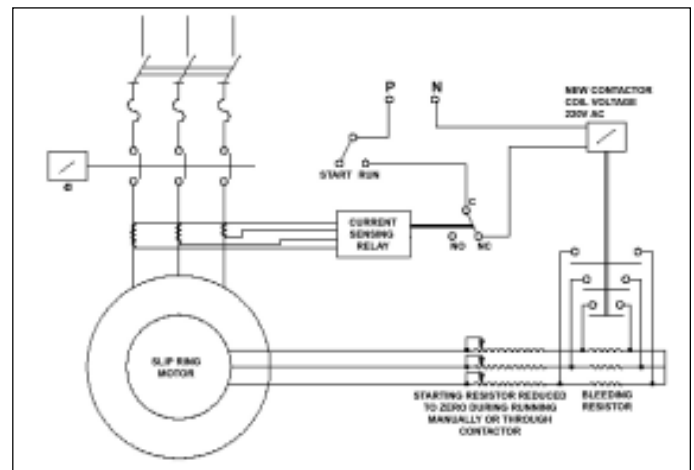 P N
NEW CONTACTOR
COIL VOLTAGE
220V AC
START RUN
C
C
CURRENT
SENSING
RELAY
NO NC
SLIP RING
MOTOR
STARTING RESISTOR REDUCED
TO ZERO DURING RUNNING
MANUALLY OR THROUGH
CONTACTOR
BLEEDING
RESISTOR